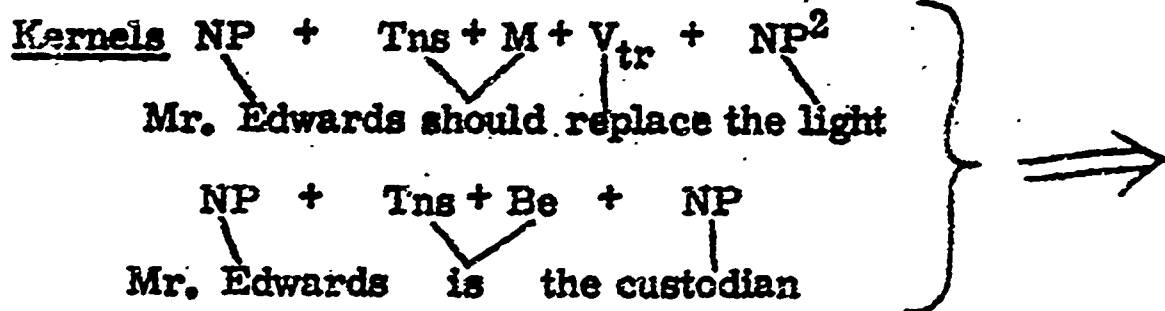 Kernels NP + Tns + M + V_tr + NP²
Mr. Edwards should replace the light
NP + Tns + Be + NP
Mr. Edwards is the custodian